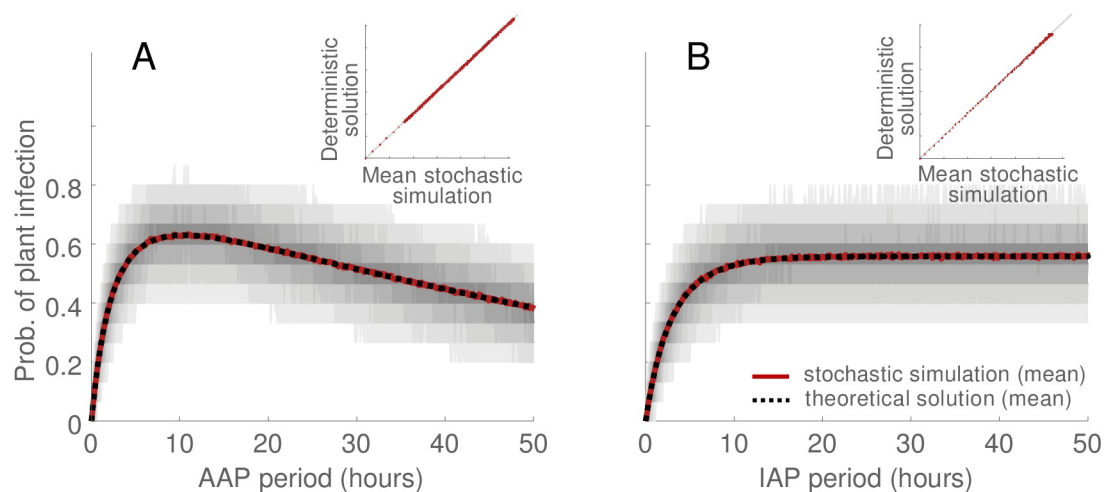 A
B
Deterministic
solution
Mean stochastic
simulation
Deterministic
solution
Mean stochastic
simulation
Prob. of plant infection
0.8
0.6
0.4
0.2
0
stochastic simulation (mean)
theoretical solution (mean)
0 10 20 30 40 50
0 10 20 30 40 50
AAP period (hours)
IAP period (hours)